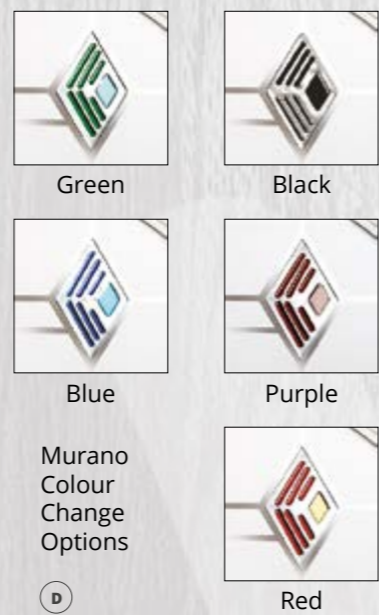 Green
Black
Blue
Purple
Murano
Colour
Change
Options
D
Red